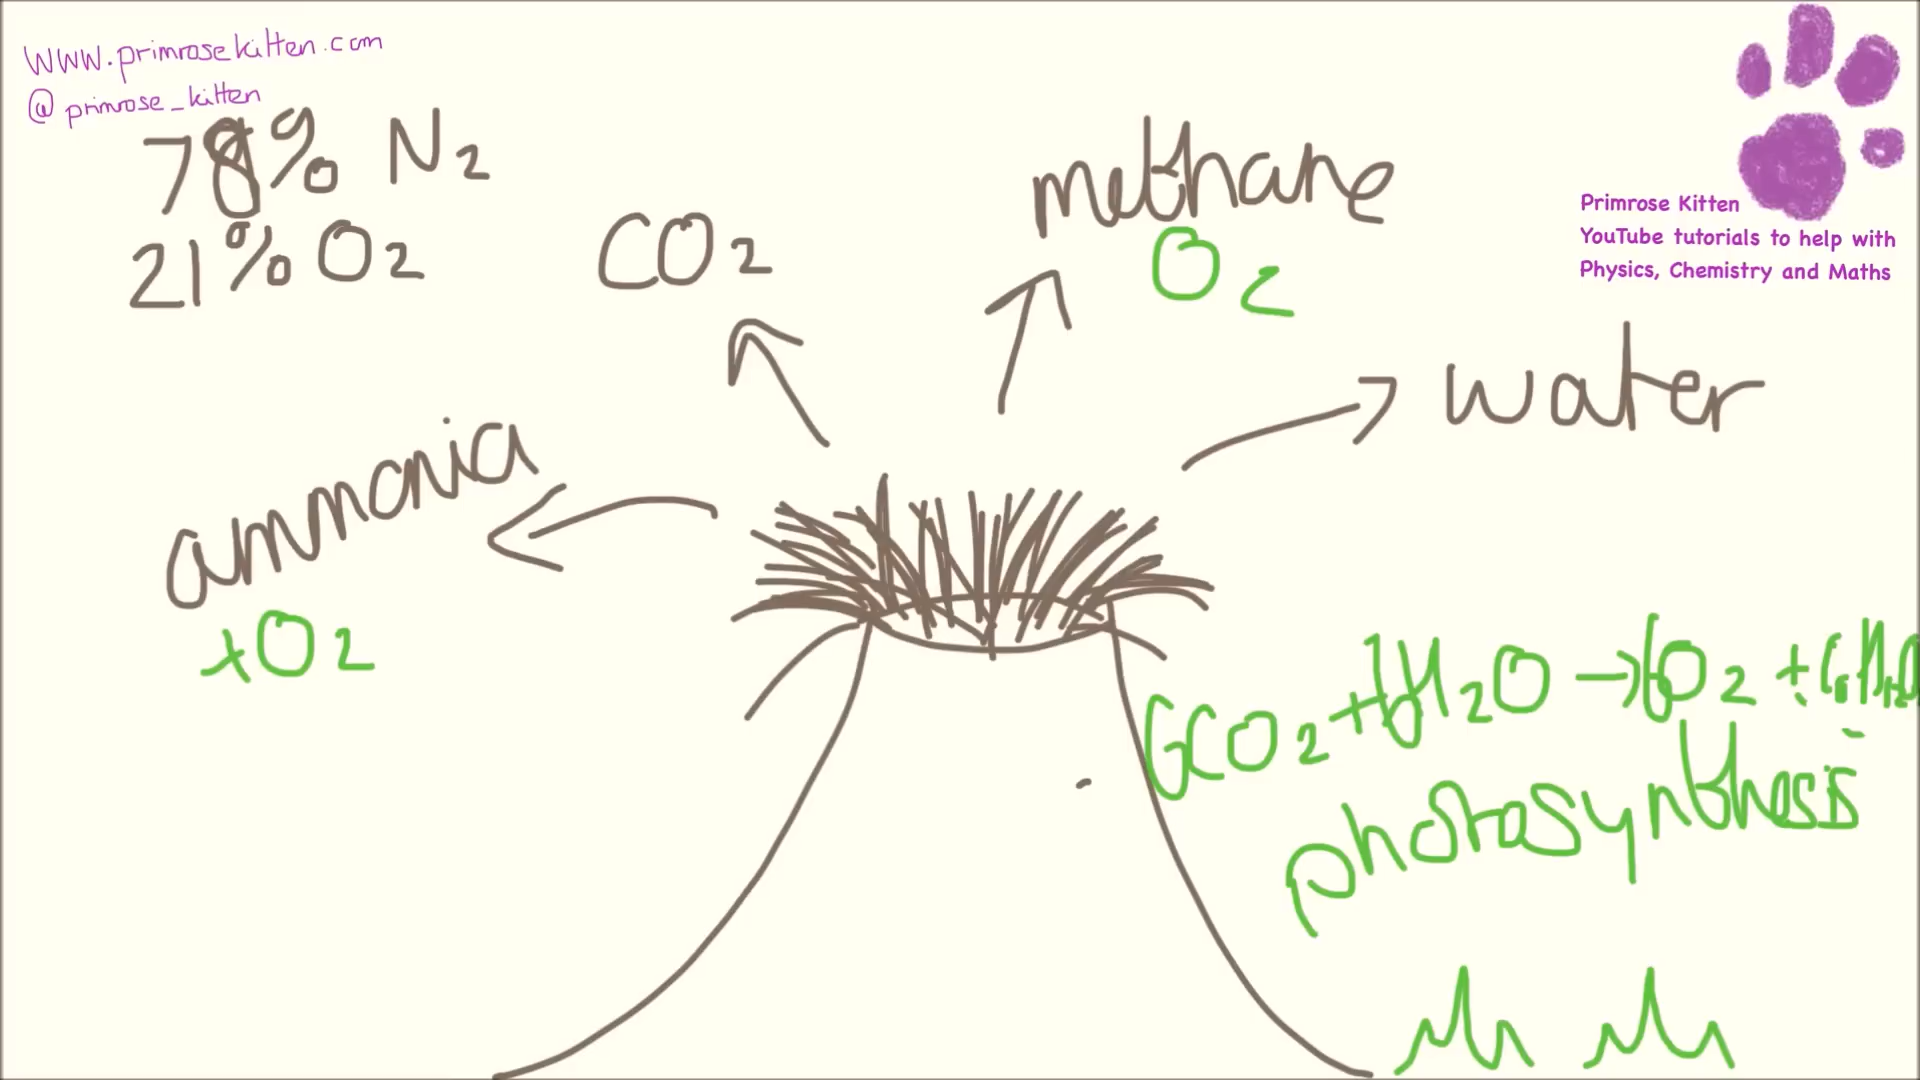 www.primrosekitten.com
@primrose_kitten
78% N2
21% O2
CO2
methane
O2
Primrose Kitten
YouTube tutorials to help with
Physics, Chemistry and Maths
water
ammonia
+O2
6CO2+6H2O→6O2+C6H12O
photosynthesis